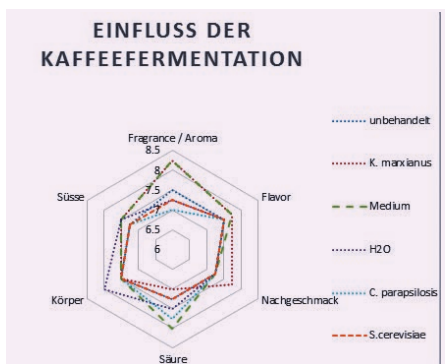 EINFLUSS DER
KAFFEEFERMENTATION
Fragrance / Aroma
8.5
8
7.5
7
6.5
6
Flavor
Nachgeschmack
Säure
Körper
Süsse
unbehandelt
K. marxianus
Medium
H2O
C. parapsilosis
S.cerevisiae